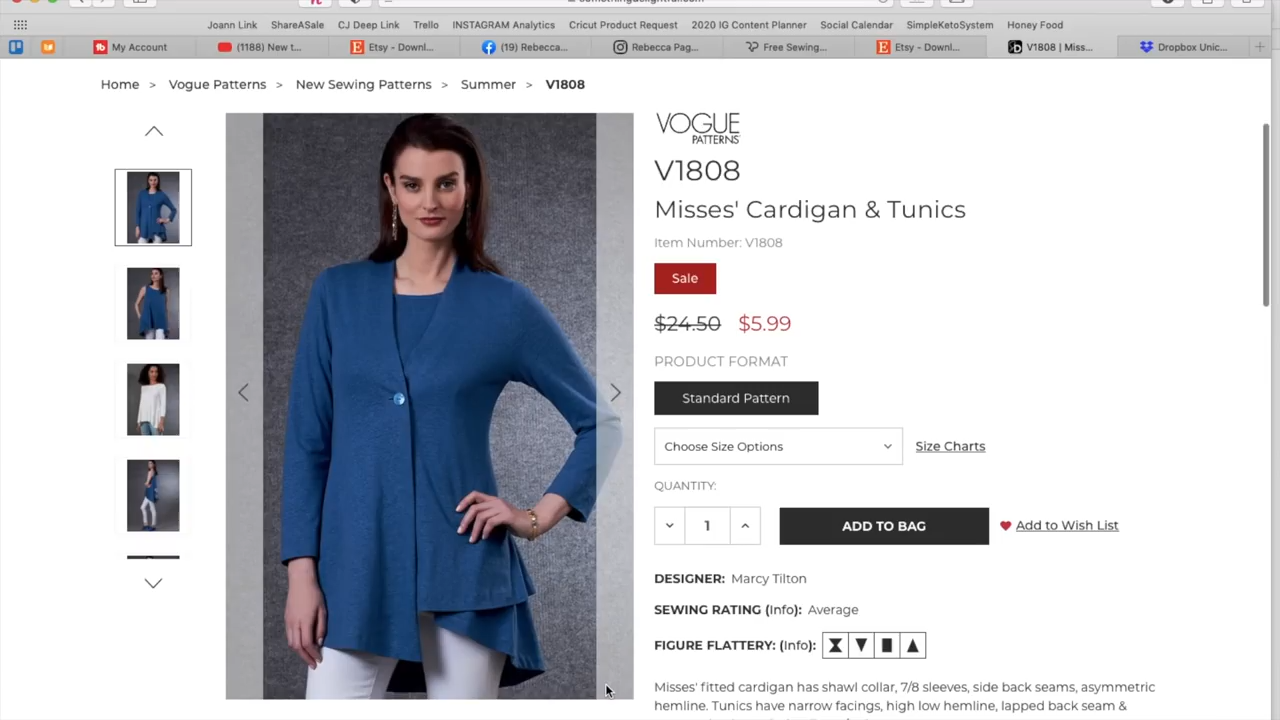 Joann Link ShareASale CJ Deep Link Trello INSTAGRAM Analytics Cricut Product Request 2020 IG Content Planner Social Calendar SimpleKetoSystem Honey Food
My Account (1188) New t... Etsy - Downl... (19) Rebecca... Rebecca Pag... Free Sewing... Etsy - Downl... V1808 | Miss... Dropbox Unic...
Home > Vogue Patterns > New Sewing Patterns > Summer > V1808
VOGUE
PATTERNS
V1808
Misses' Cardigan & Tunics
Item Number: V1808
Sale
$24.50 $5.99
PRODUCT FORMAT
Standard Pattern
Choose Size Options Size Charts
QUANTITY:
1 ADD TO BAG Add to Wish List
DESIGNER: Marcy Tilton
SEWING RATING (Info): Average
FIGURE FLATTERY: (Info):
Misses' fitted cardigan has shawl collar, 7/8 sleeves, side back seams, asymmetric
hemline. Tunics have narrow facings, high low hemline, lapped back seam &